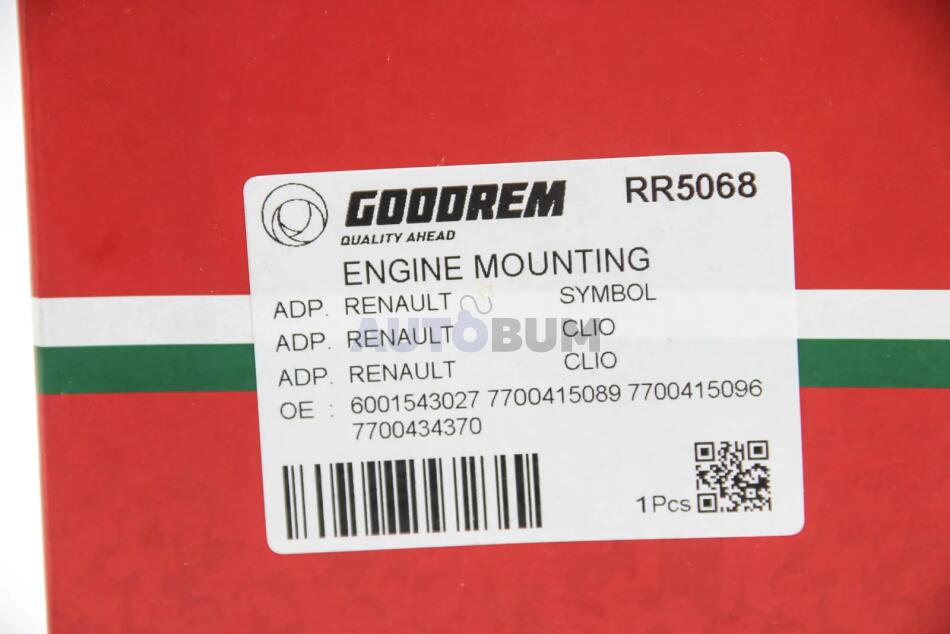 GOODREM RR5068
QUALITY AHEAD
ENGINE MOUNTING
ADP. RENAULT SYMBOL
ADP. RENAULT CLIO
AUTOBUM
ADP. RENAULT CLIO
OE : 6001543027 7700415089 7700415096
7700434370
1Pcs